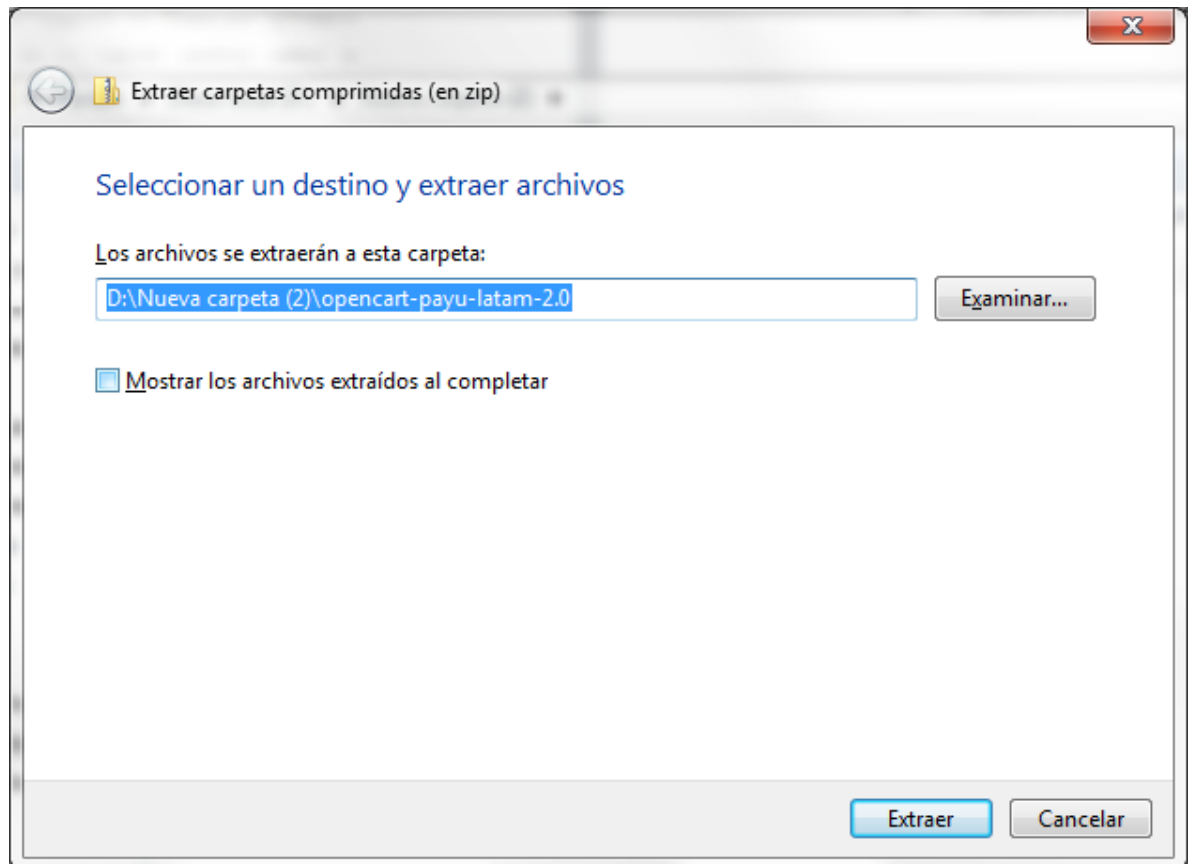 Extraer carpetas comprimidas (en zip)
Seleccionar un destino y extraer archivos
Los archivos se extraerán a esta carpeta:
D:\Nueva carpeta (2)\opencart-payu-latam-2.0
Examinar...
Mostrar los archivos extraídos al completar
Extraer
Cancelar